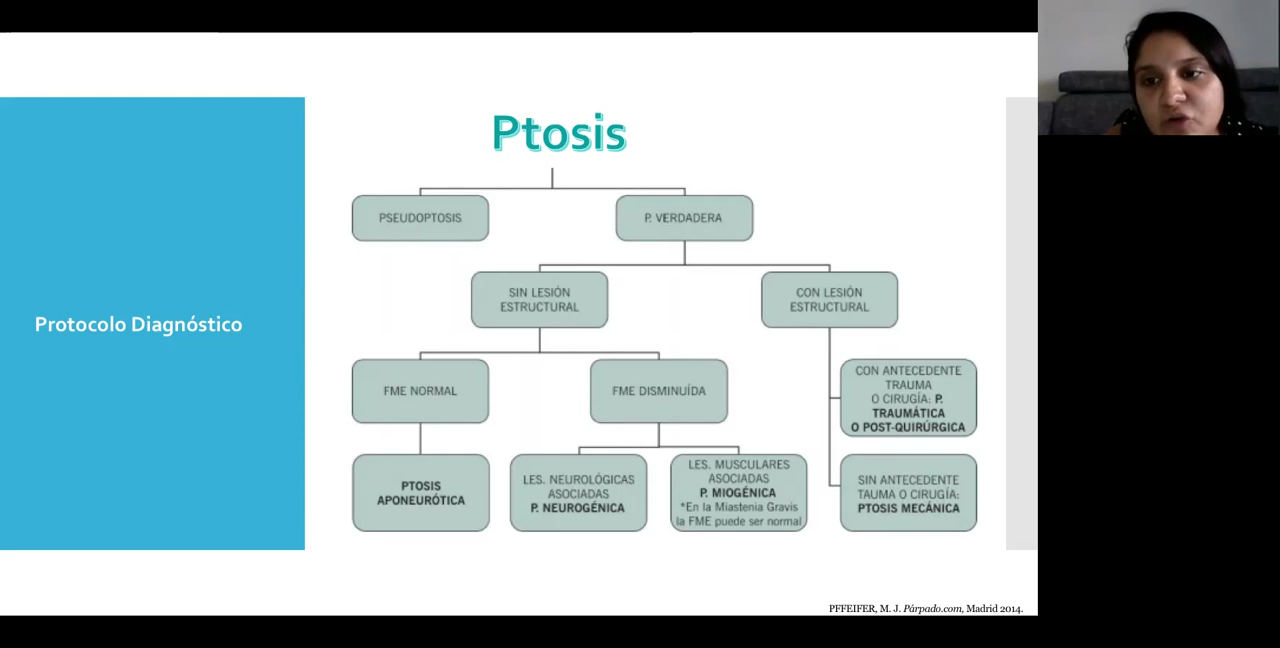 Ptosis
PSEUDOPTOSIS
P. VERDADERA
SIN LESIÓN
ESTRUCTURAL
CON LESIÓN
ESTRUCTURAL
Protocolo Diagnóstico
FME NORMAL
FME DISMINUÍDA
CON ANTECEDENTE
TRAUMA
O CIRUGÍA: P.
TRAUMÁTICA
O POST-QUIRÚRGICA
PTOSIS
APONEURÓTICA
LES. NEUROLÓGICAS
ASOCIADAS
P. NEUROGÉNICA
LES. MUSCULARES
ASOCIADAS
P. MIOGÉNICA
*En la Miastenia Gravis
la FME puede ser normal
SIN ANTECEDENTE
TAUMA O CIRUGÍA:
PTOSIS MECÁNICA
PFFEIFER, M. J. Párpado.com, Madrid 2014.